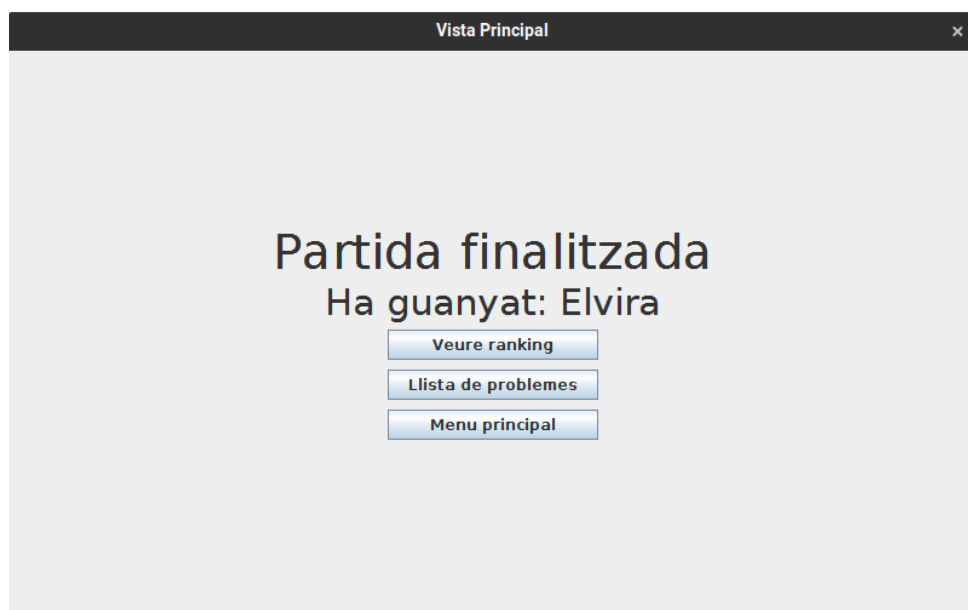 Vista Principal
Partida finalitzada
Ha guanyat: Elvira
Veure ranking
Llista de problemes
Menu principal